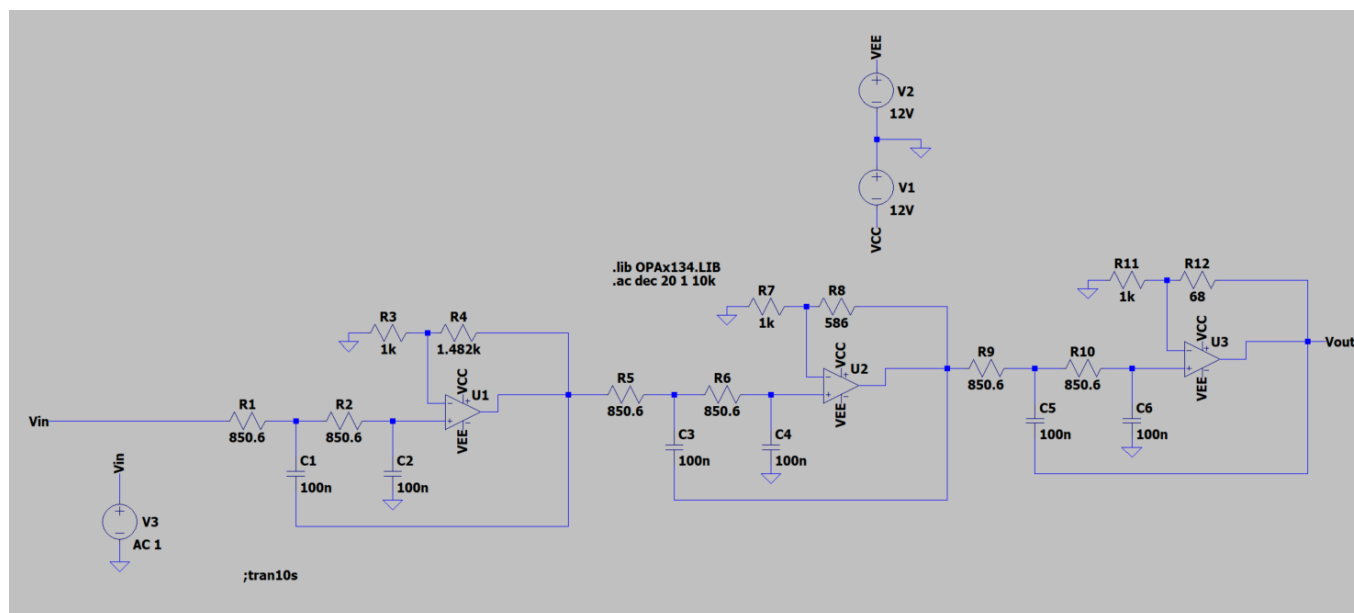 VEE
+
V2
−
12V
+
V1
−
12V
VCC
.lib OPAx134.LIB
.ac dec 20 1 10k
R11
1k
R12
68
VCC
U3
−
+
+
−
VEE
Vout
R7
1k
R8
586
VCC
U2
−
+
+
−
VEE
R9
850.6
R10
850.6
C5
100n
C6
100n
R3
1k
R4
1.482k
VCC
U1
−
+
+
−
VEE
R5
850.6
R6
850.6
C3
100n
C4
100n
Vin
R1
850.6
R2
850.6
C1
100n
C2
100n
Vin
+
V3
−
AC 1
;tran10s